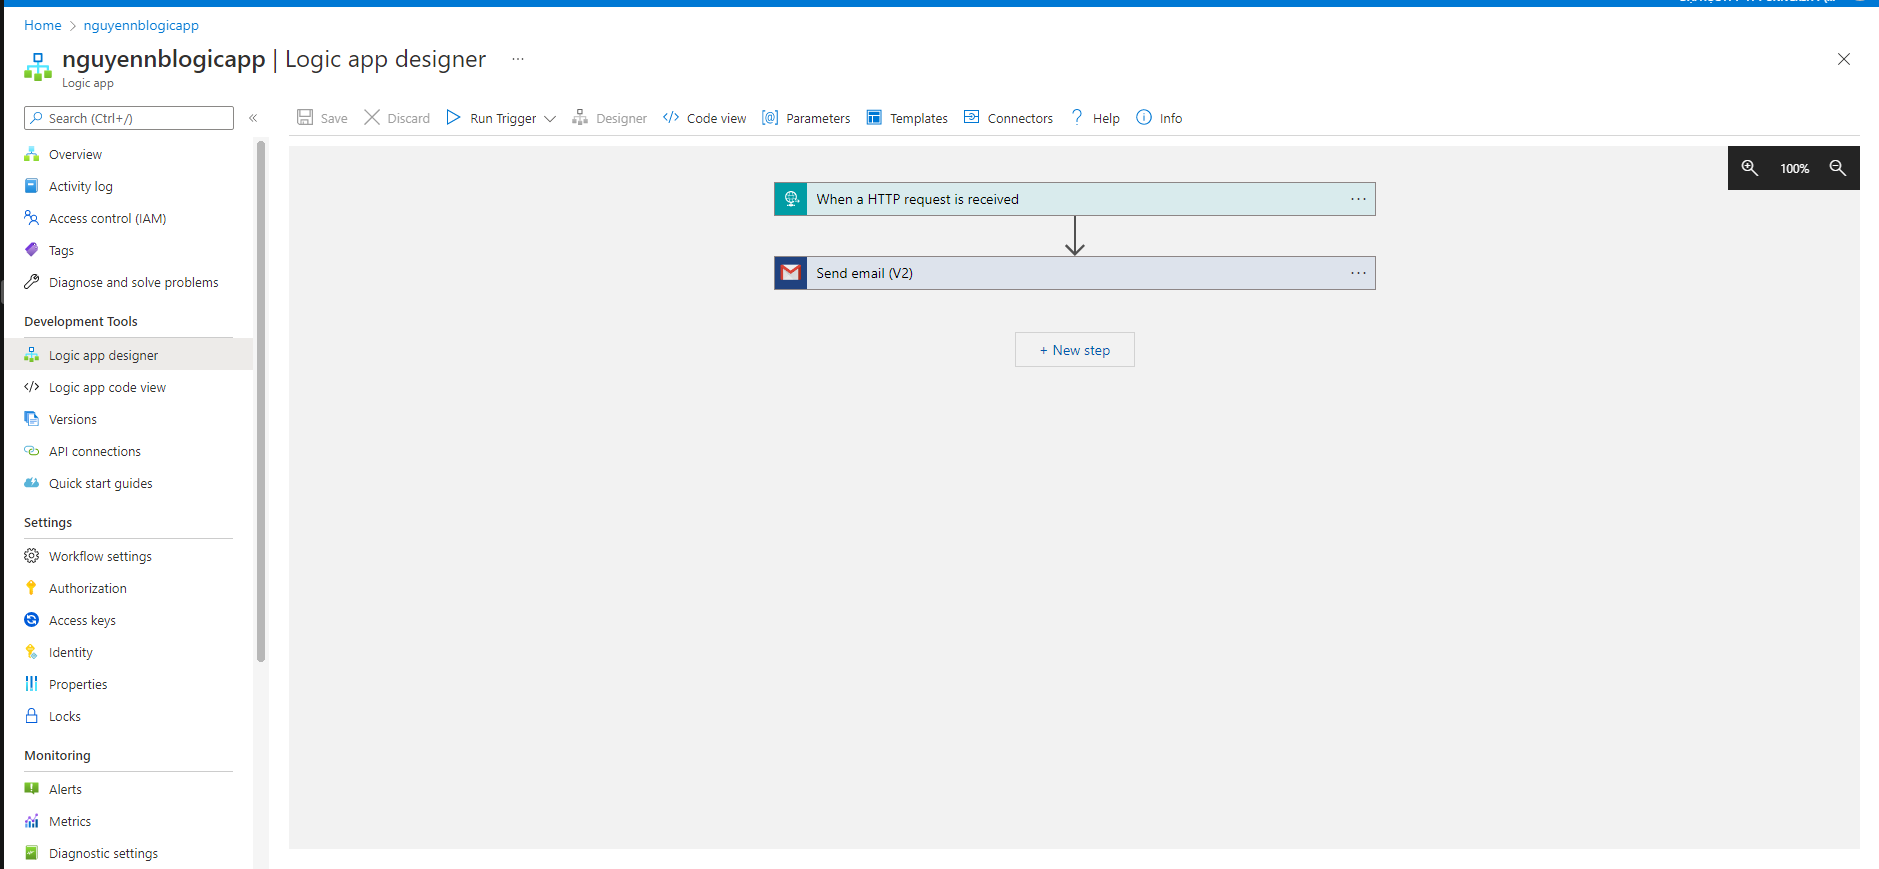 Home > nguyennblogicapp
nguyennblogicapp | Logic app designer ...
Logic app
Search (Ctrl+/) «
Save Discard Run Trigger Designer Code view Parameters Templates Connectors Help Info
Overview
Activity log
Access control (IAM)
Tags
Diagnose and solve problems
Development Tools
Logic app designer
Logic app code view
Versions
API connections
Quick start guides
Settings
Workflow settings
Authorization
Access keys
Identity
Properties
Locks
Monitoring
Alerts
Metrics
Diagnostic settings
100%
When a HTTP request is received ...
Send email (V2) ...
+ New step